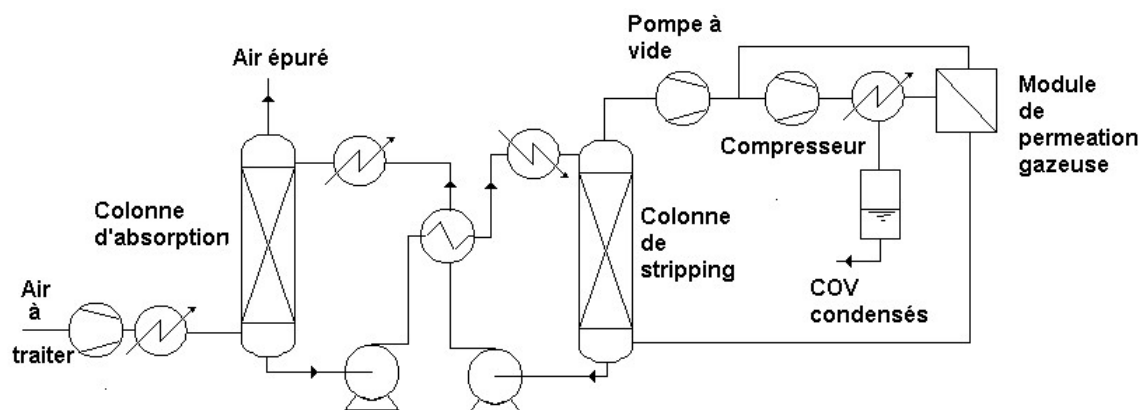 Air épuré
Pompe à
vide
Module
de
permeation
gazeuse
Compresseur
Colonne
d'absorption
Colonne
de
stripping
Air
à
traiter
COV
condensés